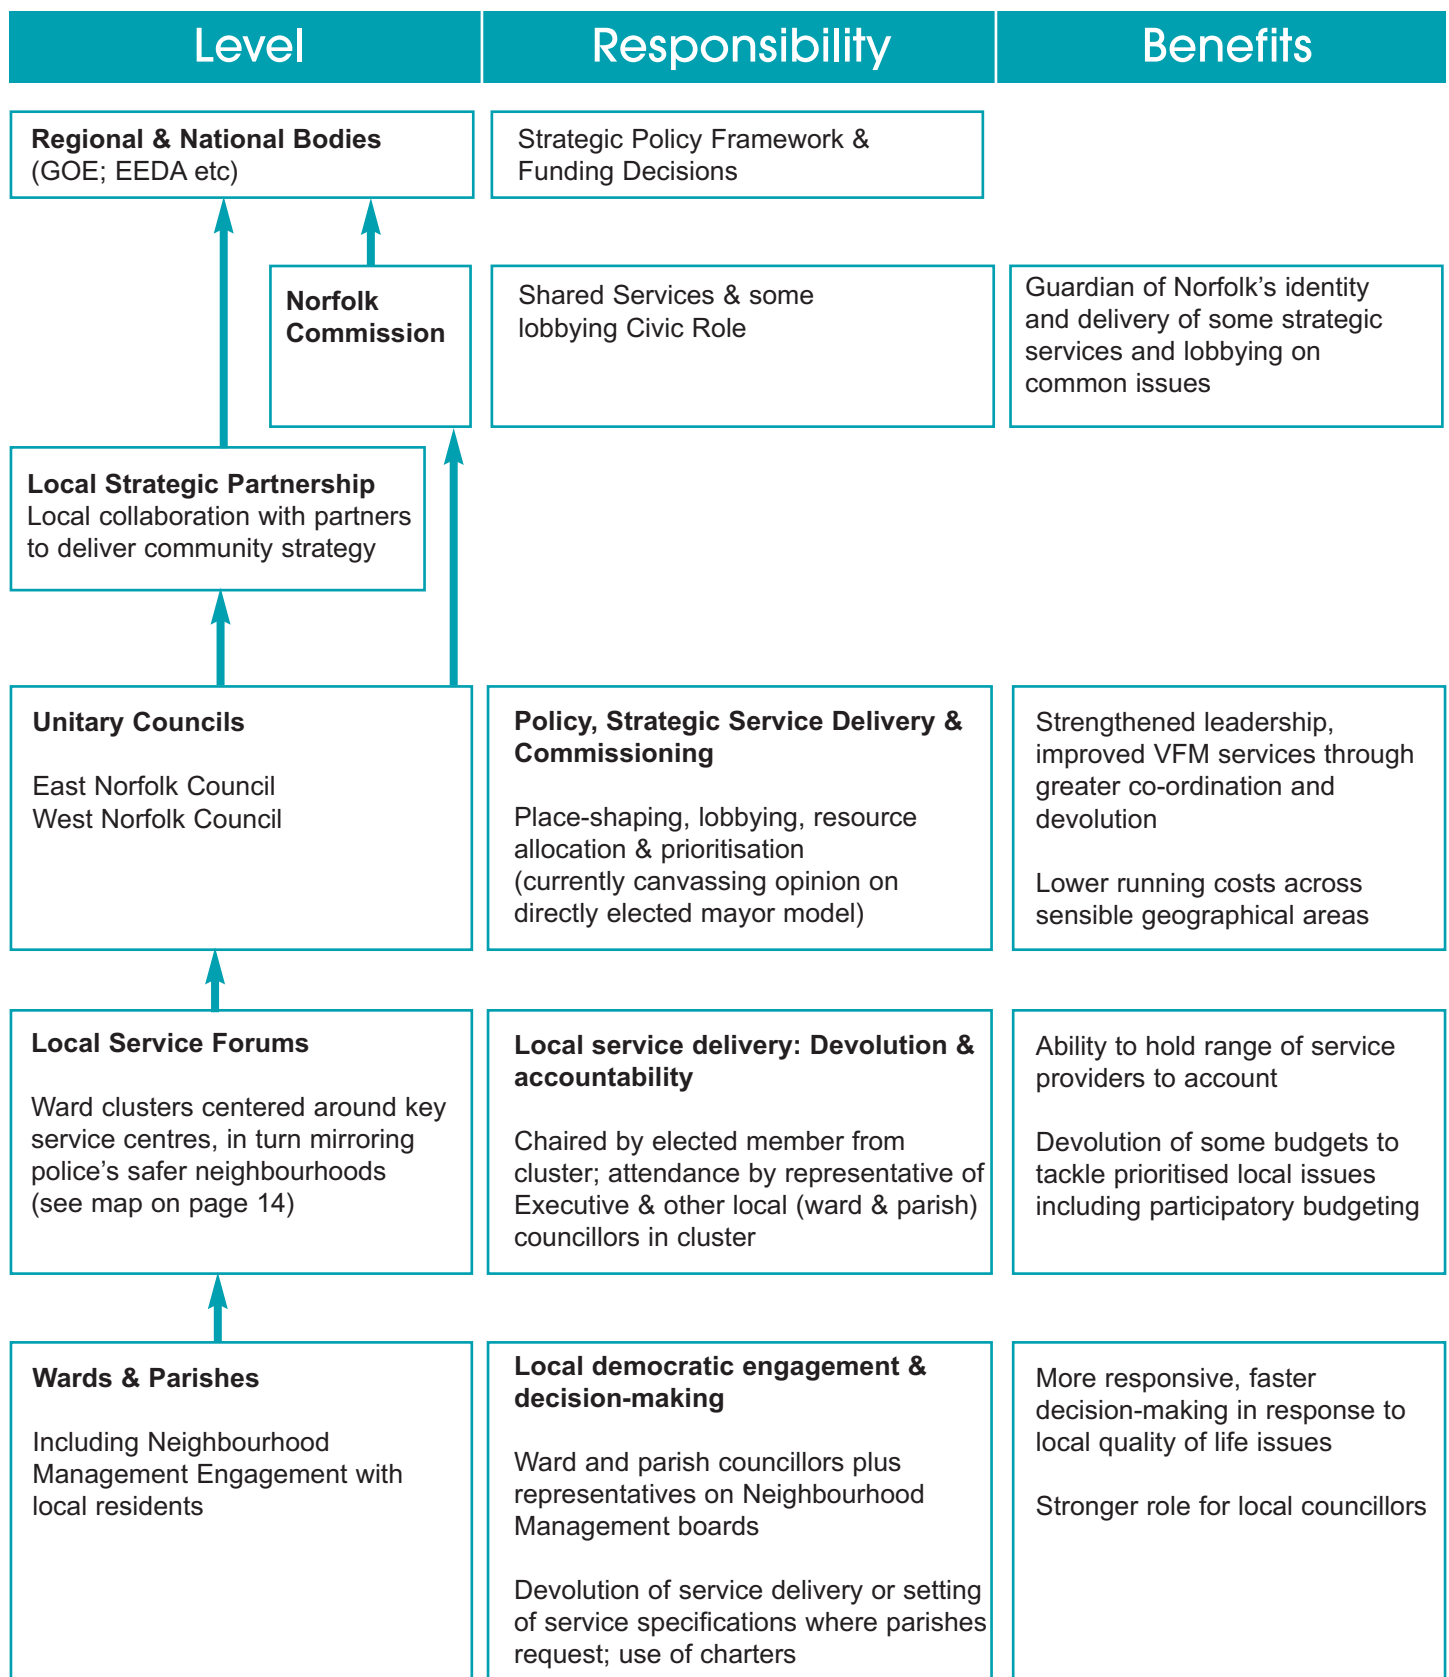 Level
Responsibility
Benefits
Regional & National Bodies
(GOE; EEDA etc)
Strategic Policy Framework &
Funding Decisions
Norfolk
Commission
Shared Services & some
lobbying Civic Role
Guardian of Norfolk's identity
and delivery of some strategic
services and lobbying on
common issues
Local Strategic Partnership
Local collaboration with partners
to deliver community strategy
Unitary Councils
East Norfolk Council
West Norfolk Council
Policy, Strategic Service Delivery &
Commissioning
Place-shaping, lobbying, resource
allocation & prioritisation
(currently canvassing opinion on
directly elected mayor model)
Strengthened leadership,
improved VFM services through
greater co-ordination and
devolution
Lower running costs across
sensible geographical areas
Local Service Forums
Ward clusters centered around key
service centres, in turn mirroring
police's safer neighbourhoods
(see map on page 14)
Local service delivery: Devolution &
accountability
Chaired by elected member from
cluster; attendance by representative of
Executive & other local (ward & parish)
councillors in cluster
Ability to hold range of service
providers to account
Devolution of some budgets to
tackle prioritised local issues
including participatory budgeting
Wards & Parishes
Including Neighbourhood
Management Engagement with
local residents
Local democratic engagement &
decision-making
Ward and parish councillors plus
representatives on Neighbourhood
Management boards
Devolution of service delivery or setting
of service specifications where parishes
request; use of charters
More responsive, faster
decision-making in response to
local quality of life issues
Stronger role for local councillors